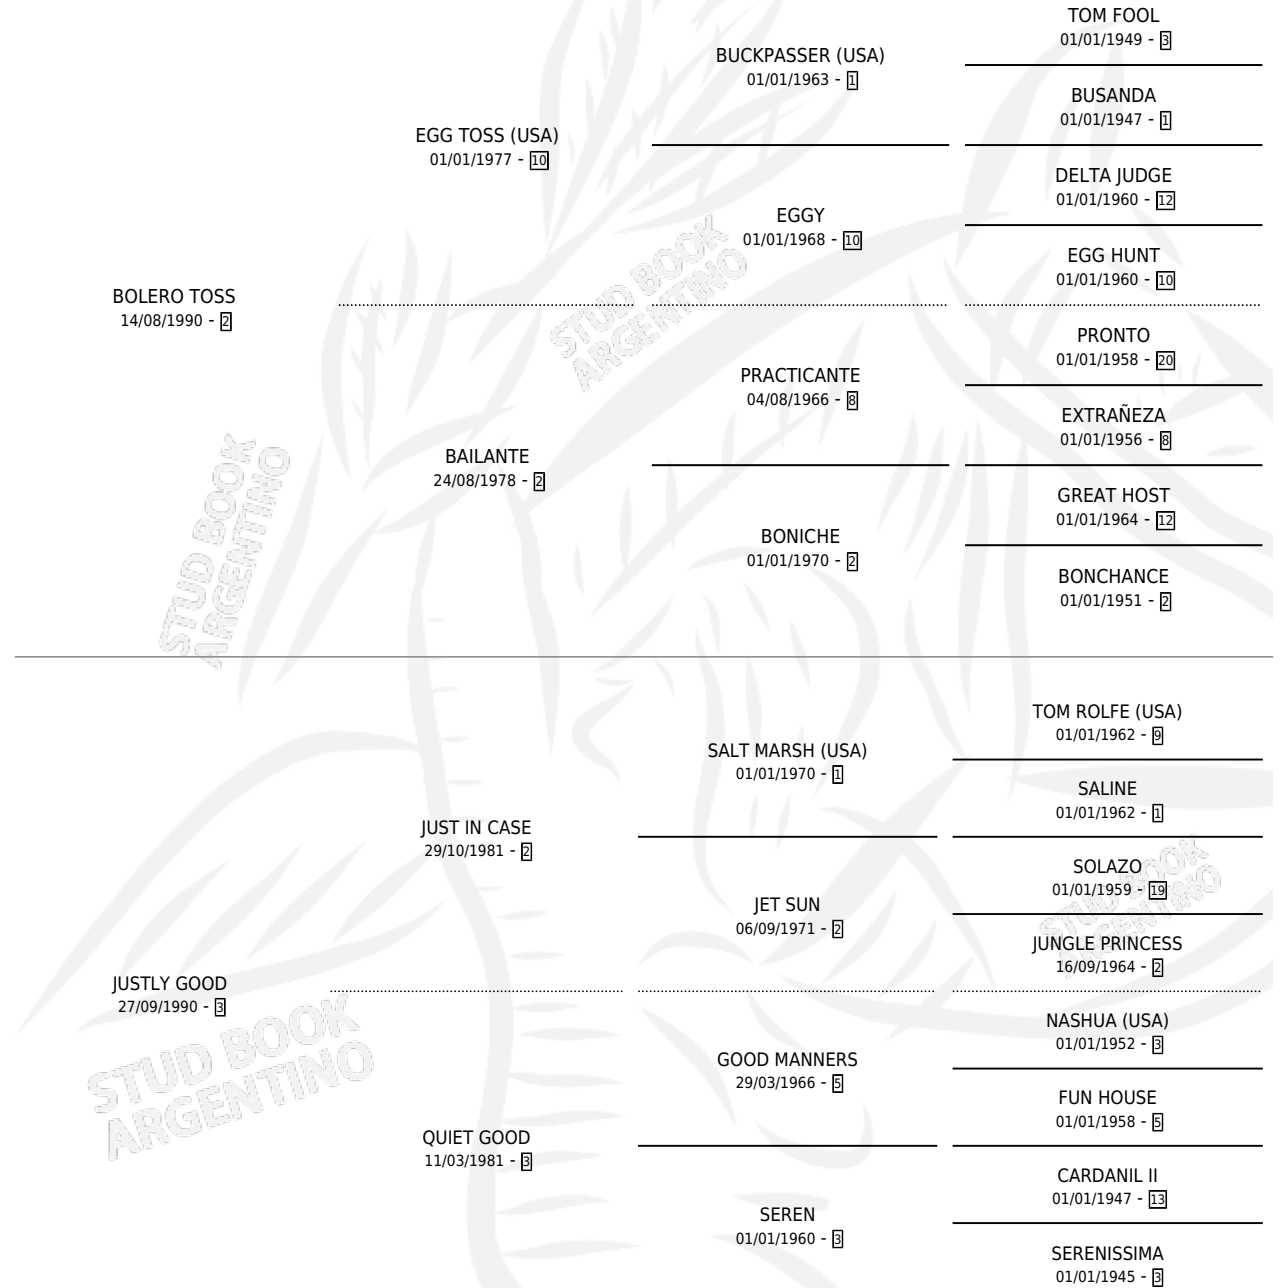 TOM FOOL
01/01/1949 - 3
BUCKPASSER (USA)
01/01/1963 - 1
BUSANDA
01/01/1947 - 1
EGG TOSS (USA)
01/01/1977 - 10
DELTA JUDGE
01/01/1960 - 12
EGGY
01/01/1968 - 10
EGG HUNT
01/01/1960 - 10
BOLERO TOSS
14/08/1990 - 2
STUD BOOK
ARGENTINO
PRONTO
01/01/1958 - 20
PRACTICANTE
04/08/1966 - 8
EXTRAÑEZA
01/01/1956 - 8
BAILANTE
24/08/1978 - 2
GREAT HOST
01/01/1964 - 12
BONICHE
01/01/1970 - 2
BONCHANCE
01/01/1951 - 2
STUD BOOK
ARGENTINO
TOM ROLFE (USA)
01/01/1962 - 9
SALT MARSH (USA)
01/01/1970 - 1
SALINE
01/01/1962 - 1
JUST IN CASE
29/10/1981 - 2
SOLAZO
01/01/1959 - 19
JET SUN
06/09/1971 - 2
STUD BOOK
ARGENTINO
JUNGLE PRINCESS
16/09/1964 - 2
JUSTLY GOOD
27/09/1990 - 3
NASHUA (USA)
01/01/1952 - 3
GOOD MANNERS
29/03/1966 - 5
STUD BOOK
ARGENTINO
FUN HOUSE
01/01/1958 - 5
QUIET GOOD
11/03/1981 - 3
CARDANIL II
01/01/1947 - 13
SEREN
01/01/1960 - 3
SERENISSIMA
01/01/1945 - 3